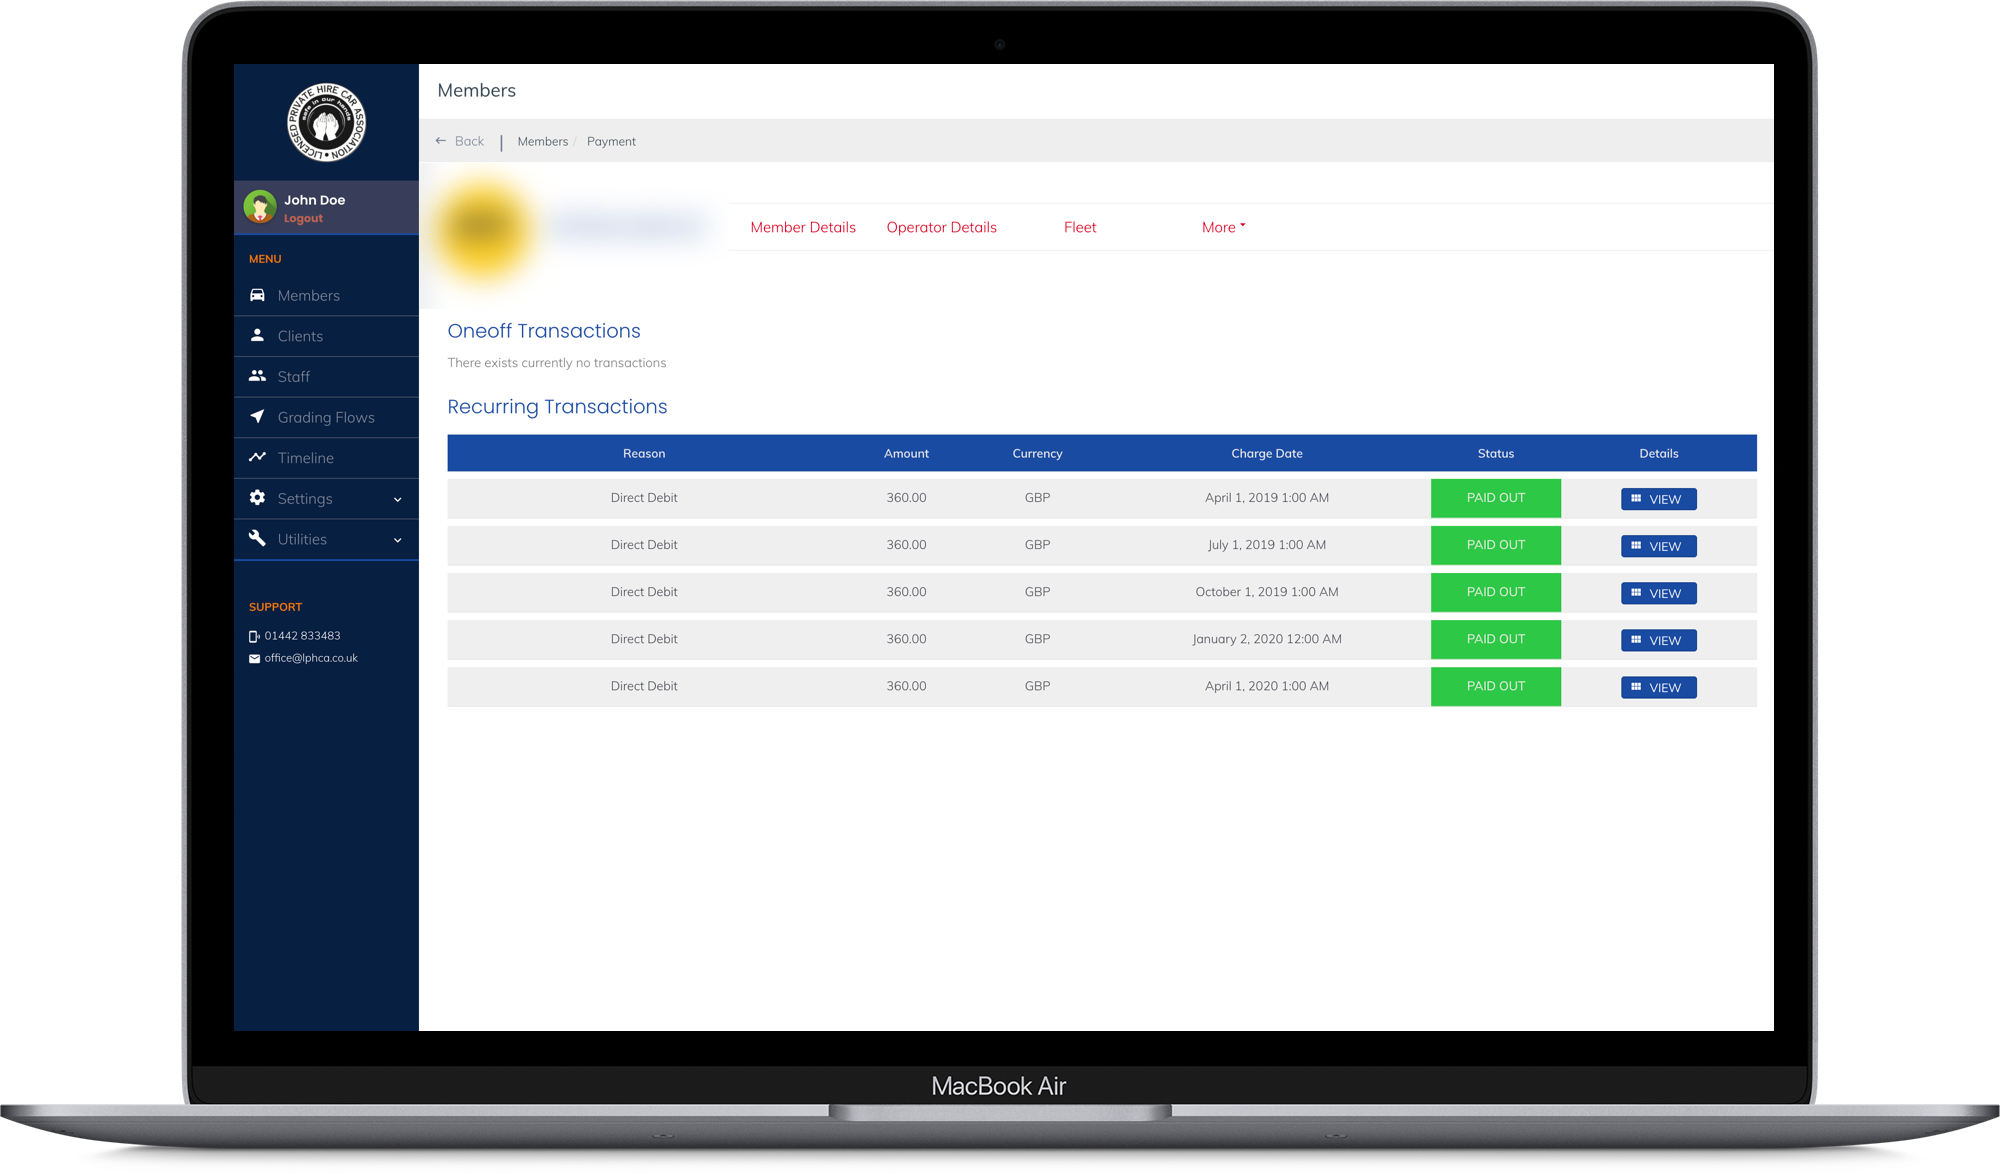 LICENSED PRIVATE HIRE CAR ASSOCIATION
safe in our hands
John Doe
Logout
MENU
Members
Clients
Staff
Grading Flows
Timeline
Settings
Utilities
SUPPORT
01442 833483
office@lphca.co.uk
Members
Back | Members / Payment
Member Details Operator Details Fleet More
Oneoff Transactions
There exists currently no transactions
Recurring Transactions
Reason Amount Currency Charge Date Status Details
Direct Debit 360.00 GBP April 1, 2019 1:00 AM PAID OUT VIEW
Direct Debit 360.00 GBP July 1, 2019 1:00 AM PAID OUT VIEW
Direct Debit 360.00 GBP October 1, 2019 1:00 AM PAID OUT VIEW
Direct Debit 360.00 GBP January 2, 2020 12:00 AM PAID OUT VIEW
Direct Debit 360.00 GBP April 1, 2020 1:00 AM PAID OUT VIEW
MacBook Air